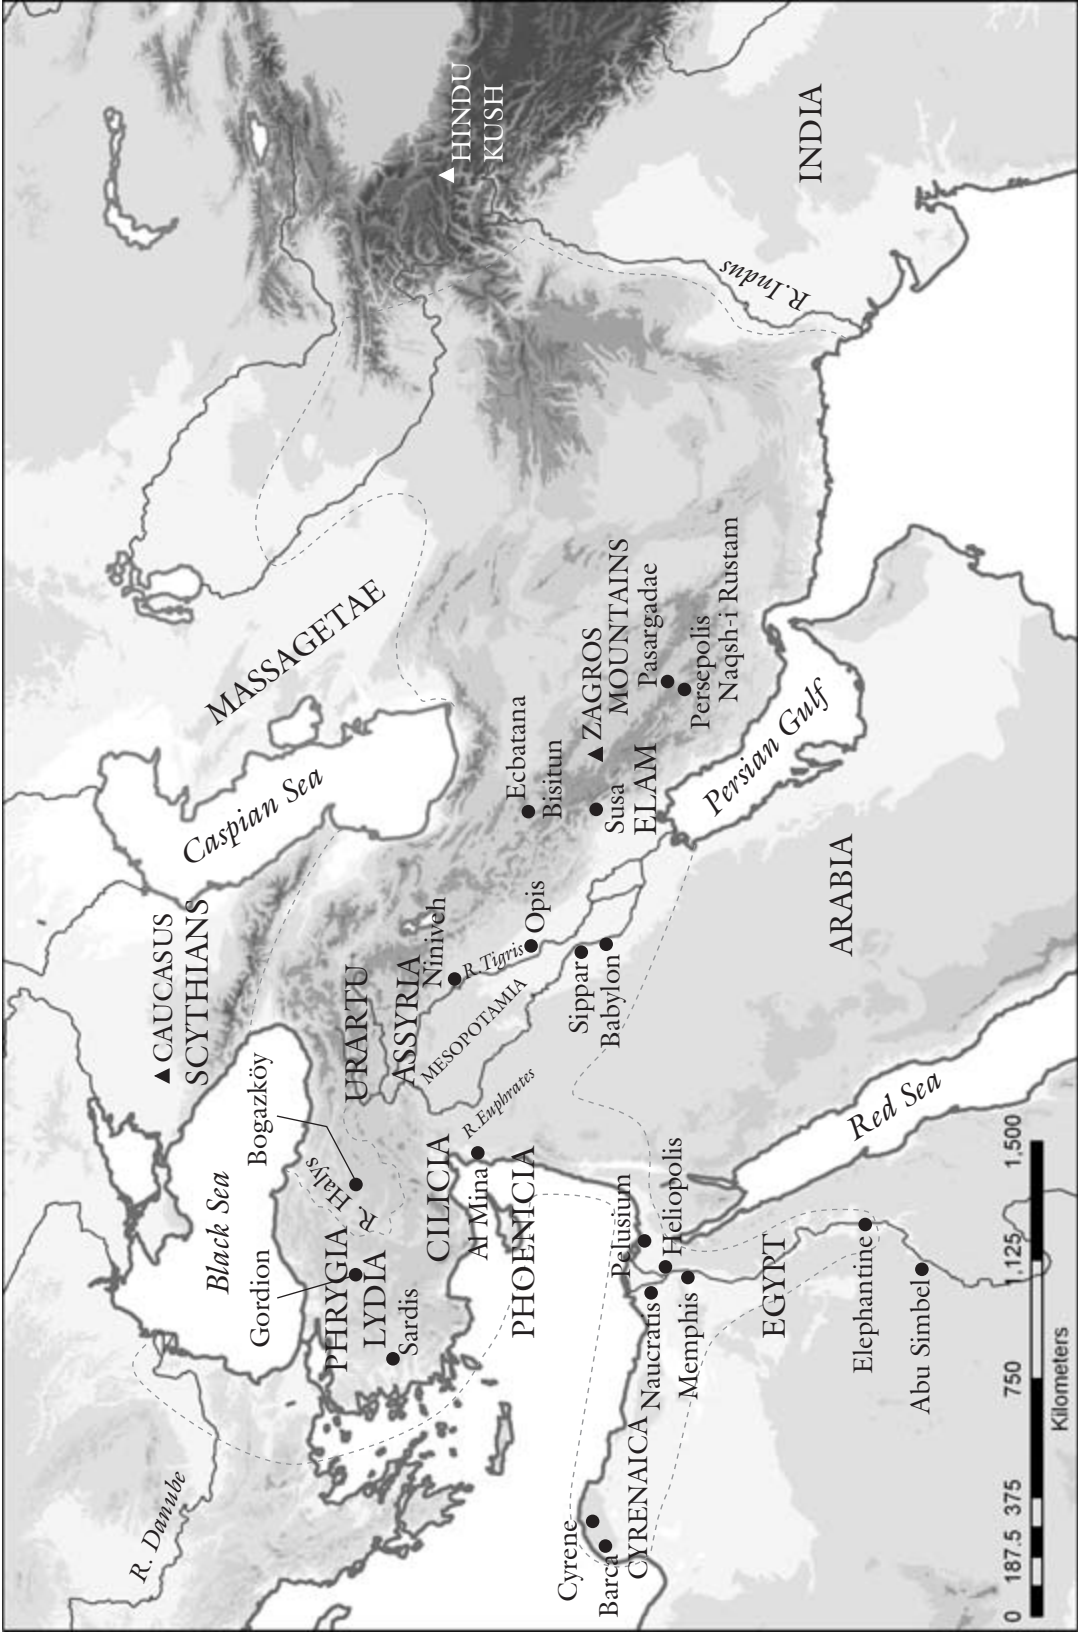 R. Danube
Black Sea
▲ CAUCASUS
SCYTHIANS
Caspian Sea
MASSAGETAE
▲ HINDU
KUSH
Gordion
Bogazköy
PHRYGIA
R. Halys
URARTU
LYDIA
Sardis
CILICIA
ASSYRIA
Niniveh
MESOPOTAMIA
R. Tigris
Opis
Ecbatana
Bisitun
Al Mina
R. Euphrates
PHOENICIA
Sippar
Babylon
Susa
ELAM
▲ ZAGROS
MOUNTAINS
Pasargadae
Persepolis
Naqsh-i Rustam
R. Indus
INDIA
Persian Gulf
Cyrene
Barca
CYRENAICA
Naucratis
Pelusium
Heliopolis
Memphis
EGYPT
ARABIA
Red Sea
Elephantine
Abu Simbel
0 187.5 375 750 1.125 1.500
Kilometers